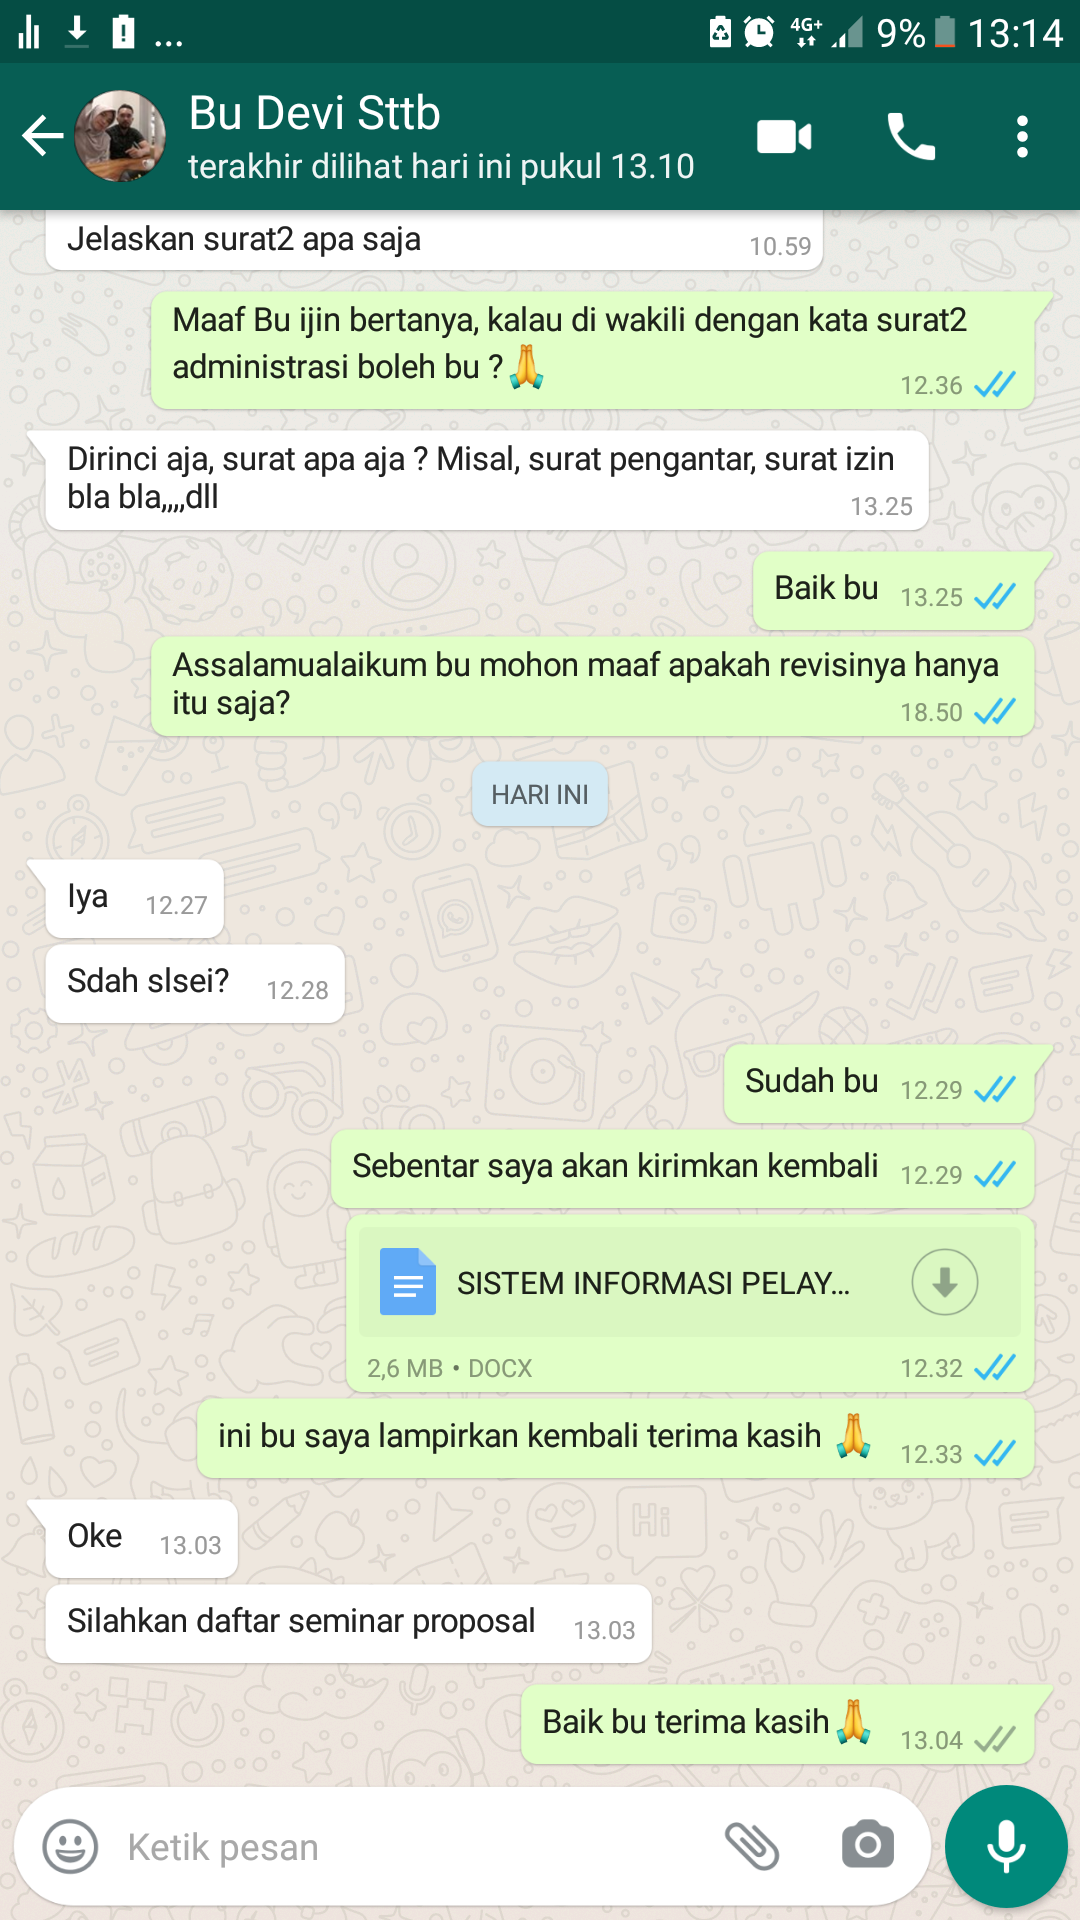 ... 4G+ 9% 13:14
Bu Devi Sttb
terakhir dilihat hari ini pukul 13.10
Jelaskan surat2 apa saja
10.59
Maaf Bu ijin bertanya, kalau di wakili dengan kata surat2
administrasi boleh bu ?🙏
12.36
Dirinci aja, surat apa aja ? Misal, surat pengantar, surat izin
bla bla,,,,dll
13.25
Baik bu 13.25
Assalamualaikum bu mohon maaf apakah revisinya hanya
itu saja?
18.50
HARI INI
Iya 12.27
Sdah slsei? 12.28
Sudah bu 12.29
Sebentar saya akan kirimkan kembali 12.29
SISTEM INFORMASI PELAY...
2,6 MB • DOCX 12.32
ini bu saya lampirkan kembali terima kasih 🙏 12.33
Oke 13.03
Silahkan daftar seminar proposal 13.03
Baik bu terima kasih🙏 13.04
Ketik pesan